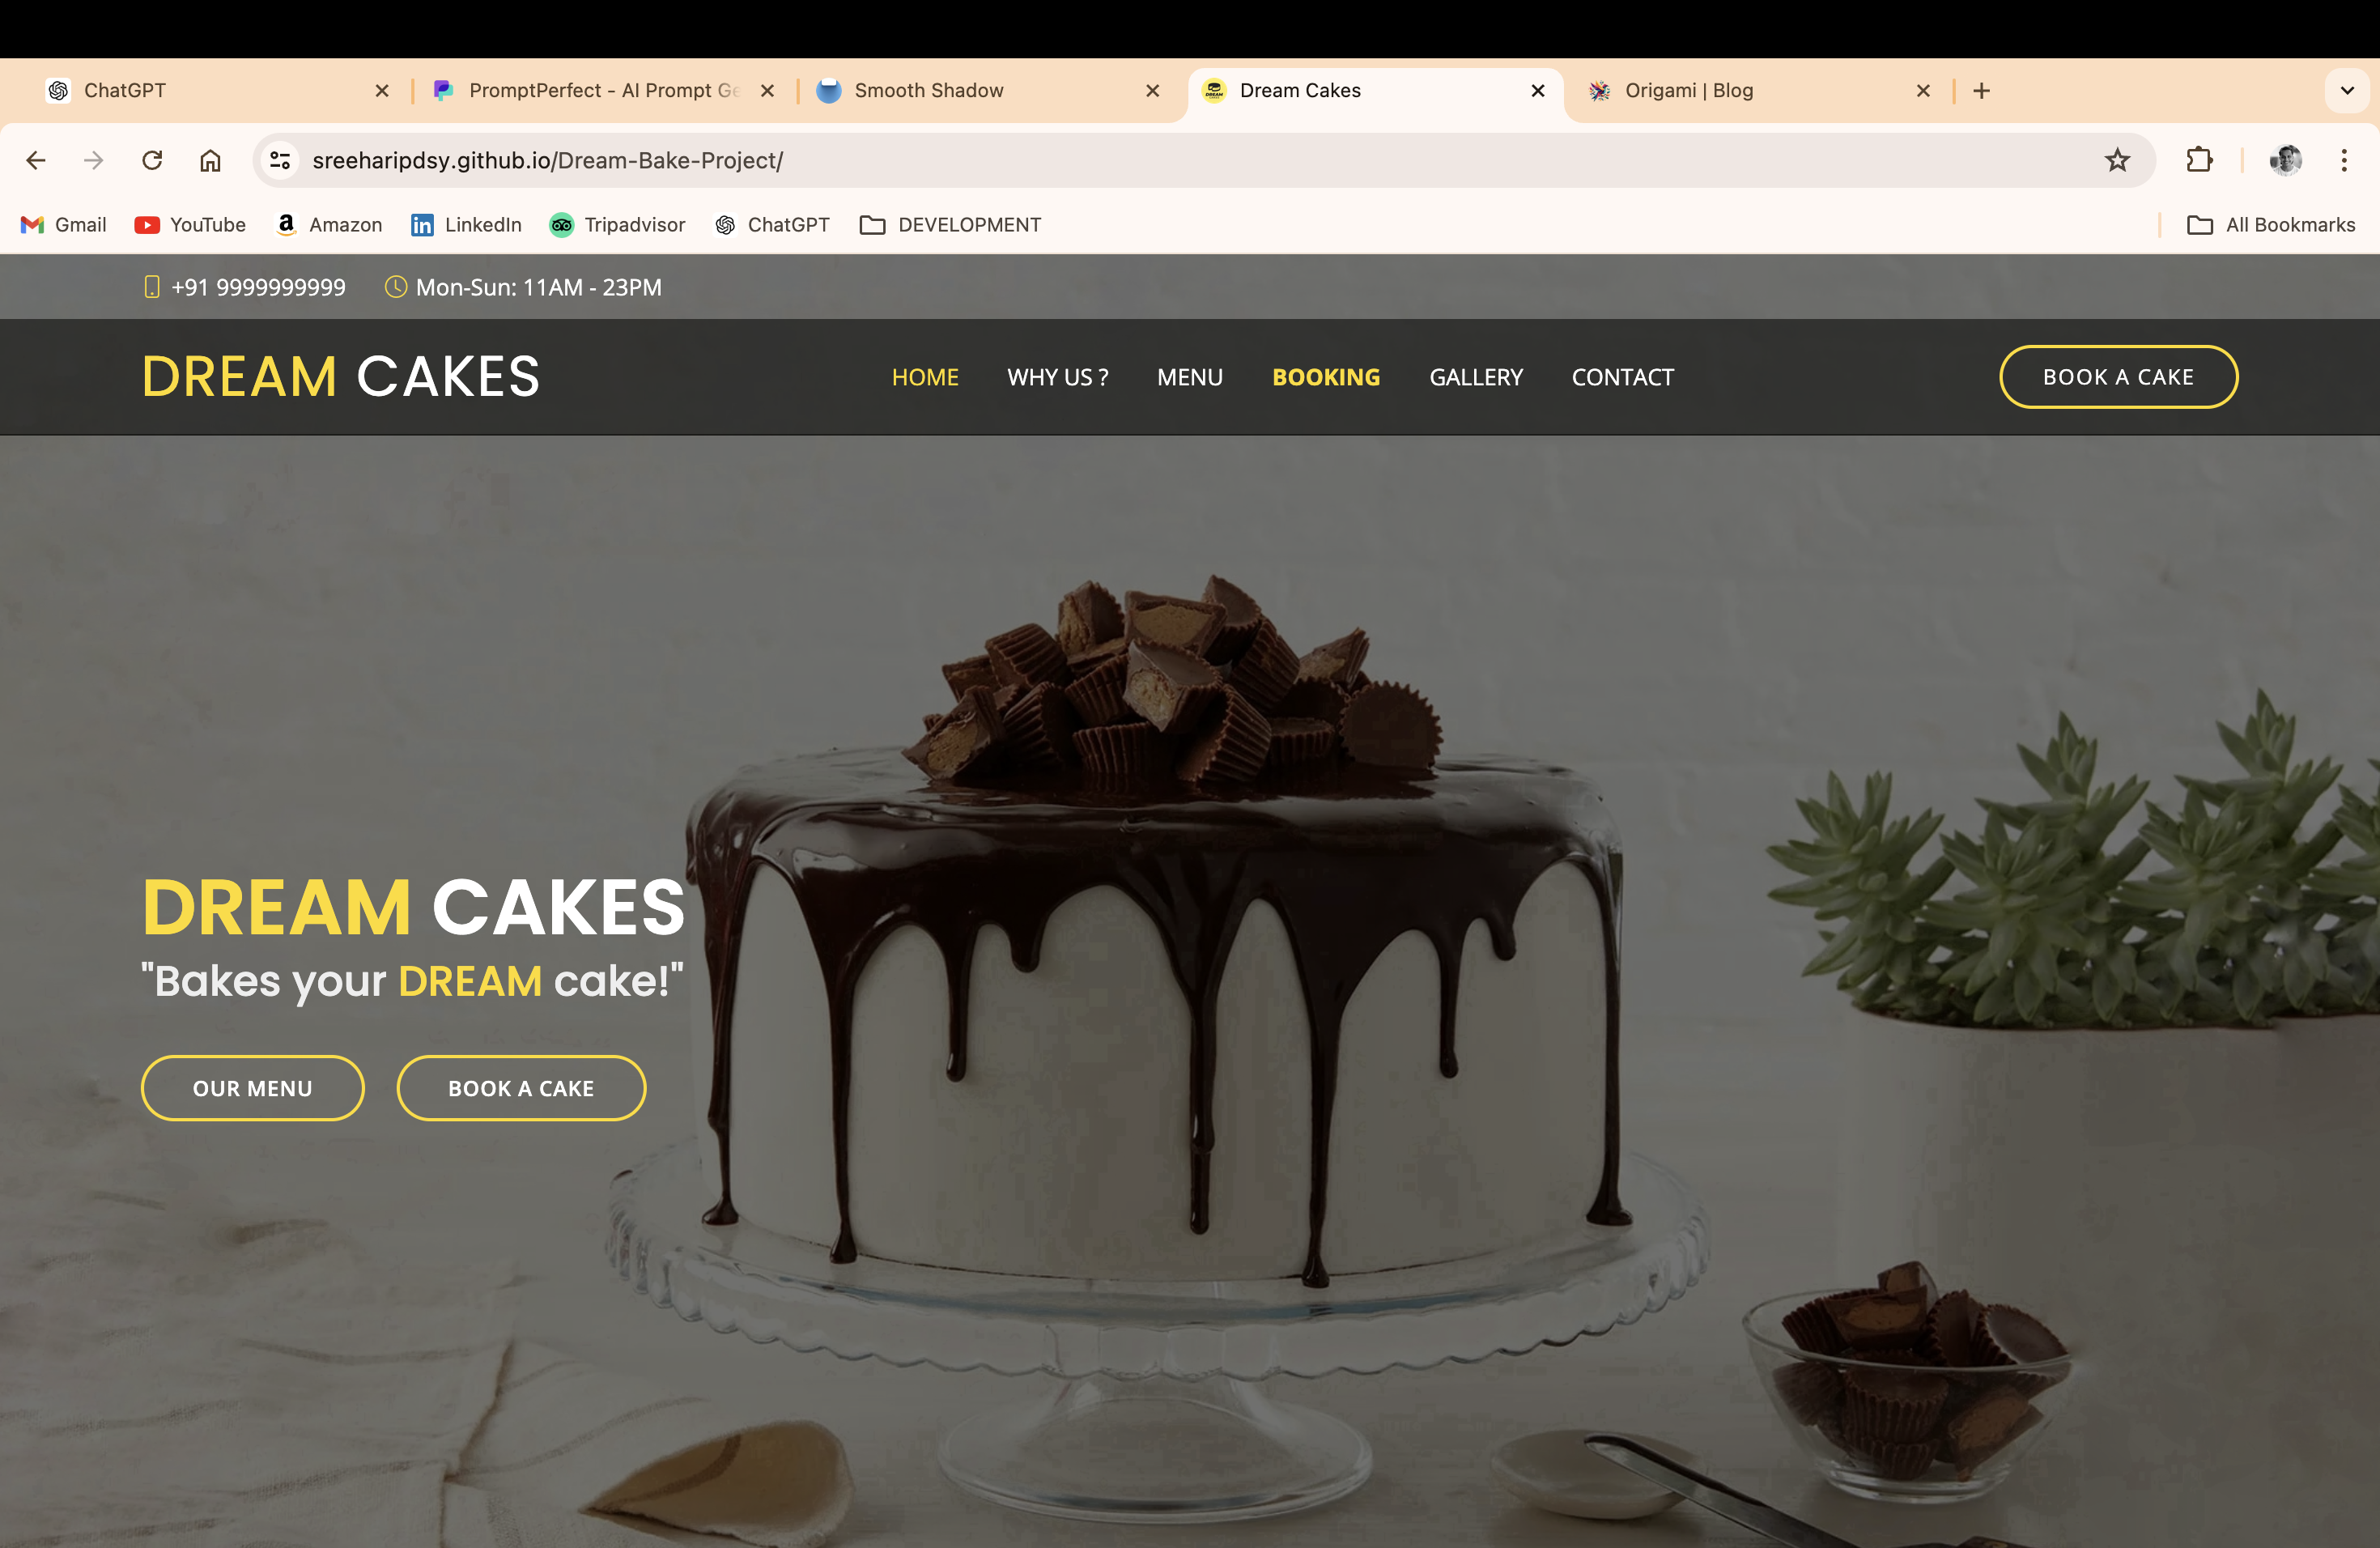 ChatGPT
PromptPerfect - AI Prompt Ge
Smooth Shadow
Dream Cakes
Origami | Blog
sreeharipdsy.github.io/Dream-Bake-Project/
Gmail
YouTube
Amazon
LinkedIn
Tripadvisor
ChatGPT
DEVELOPMENT
All Bookmarks
+91 9999999999
Mon-Sun: 11AM - 23PM
DREAM CAKES
HOME
WHY US ?
MENU
BOOKING
GALLERY
CONTACT
BOOK A CAKE
DREAM CAKES
"Bakes your DREAM cake!"
OUR MENU
BOOK A CAKE